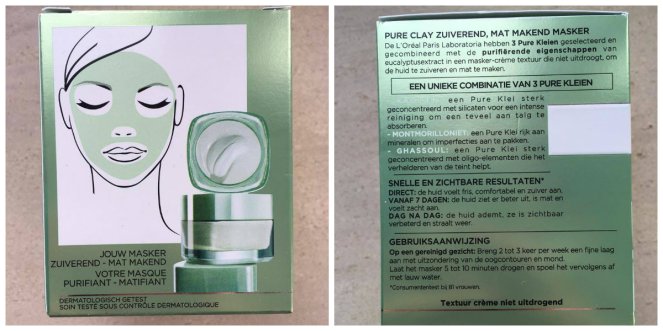 JOUW MASKER
ZUIVEREND - MAT MAKEND
VOTRE MASQUE
PURIFIANT - MATIFIANT
DERMATOLOGISCH GETEST
SOIN TESTÉ SOUS CONTRÔLE DERMATOLOGIQUE
PURE CLAY ZUIVEREND, MAT MAKEND MASKER
De L'Oréal Paris Laboratoria hebben 3 Pure Kleien geselecteerd en
gecombineerd met de purifiërende eigenschappen van
eucalyptusextract in een masker-crème textuur die niet uitdroogt, om
de huid te zuiveren en mat te maken.
EEN UNIEKE COMBINATIE VAN 3 PURE KLEIEN
een Pure Klei sterk
geconcentreerd met silicaten voor een intense
reiniging om een teveel aan talg te
absorberen.
- MONTMORILLONIET: een Pure Klei rijk aan
mineralen om imperfecties aan te pakken.
- GHASSOUL: een Pure Klei sterk
geconcentreerd met oligo-elementen die het
verhelderen van de teint helpt.
SNELLE EN ZICHTBARE RESULTATEN*
DIRECT: de huid voelt fris, comfortabel en zuiver aan.
VANAF 7 DAGEN: de huid ziet er beter uit, is mat en
voelt zacht aan.
DAG NA DAG: de huid ademt, ze is zichtbaar
verbeterd en straalt weer.
GEBRUIKSAANWIJZING
Op een gereinigd gezicht: Breng 2 tot 3 keer per week een fijne laag
aan met uitzondering van de oogcontouren en mond.
Laat het masker 5 tot 10 minuten drogen en spoel het vervolgens af
met lauw water.
*Consumententest bij 81 vrouwen.
Textuur crème niet uitdrogend